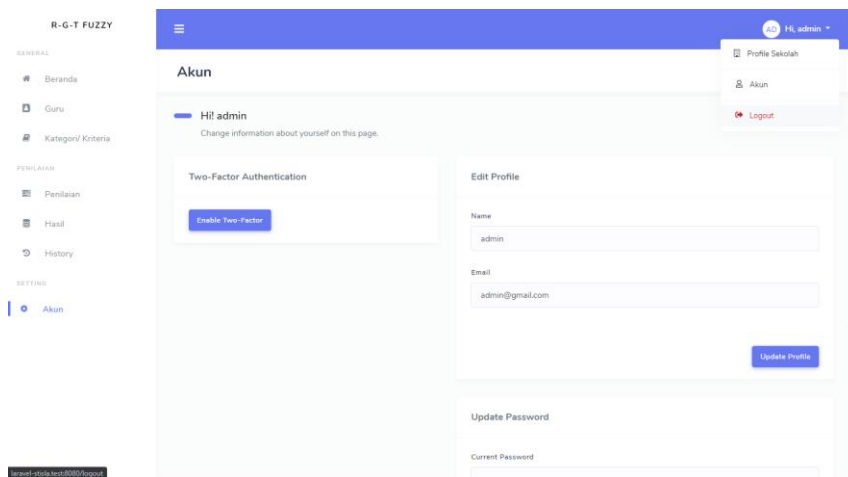 R-G-T FUZZY
GENERAL
Beranda
Guru
Kategori/ Kriteria
PENILAIAN
Penilaian
Hasil
History
SETTING
Akun
AD Hi, admin
Profile Sekolah
Akun
Logout
Akun
Hi! admin
Change information about yourself on this page.
Two-Factor Authentication
Enable Two-Factor
Edit Profile
Name
admin
Email
admin@gmail.com
Update Profile
Update Password
Current Password
laravel-stisla.test:8080/logout